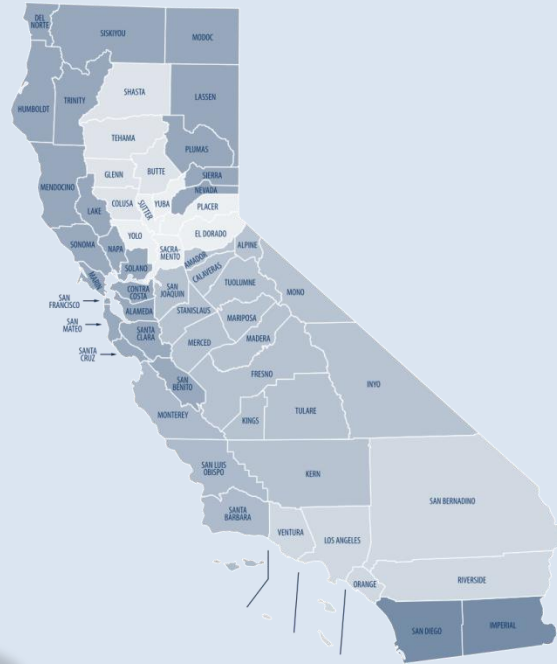 DEL
NORTE
SISKIYOU
MODOC
HUMBOLDT
TRINITY
SHASTA
LASSEN
TEHAMA
PLUMAS
MENDOCINO
GLENN
BUTTE
SIERRA
NEVADA
LAKE
COLUSA
SUTTER
YUBA
PLACER
SONOMA
NAPA
YOLO
EL DORADO
SACRA-
MENTO
ALPINE
AMADOR
SOLANO
CALAVERAS
MARIN
TUOLUMNE
MONO
CONTRA
COSTA
SAN
JOAQUIN
SAN
FRANCISCO
ALAMEDA
STANISLAUS
MARIPOSA
SAN
MATEO
SANTA
CLARA
MERCED
MADERA
SANTA
CRUZ
FRESNO
SAN
BENITO
INYO
MONTEREY
KINGS
TULARE
SAN LUIS
OBISPO
KERN
SAN BERNADINO
SANTA
BARBARA
VENTURA
LOS ANGELES
ORANGE
RIVERSIDE
SAN DIEGO
IMPERIAL